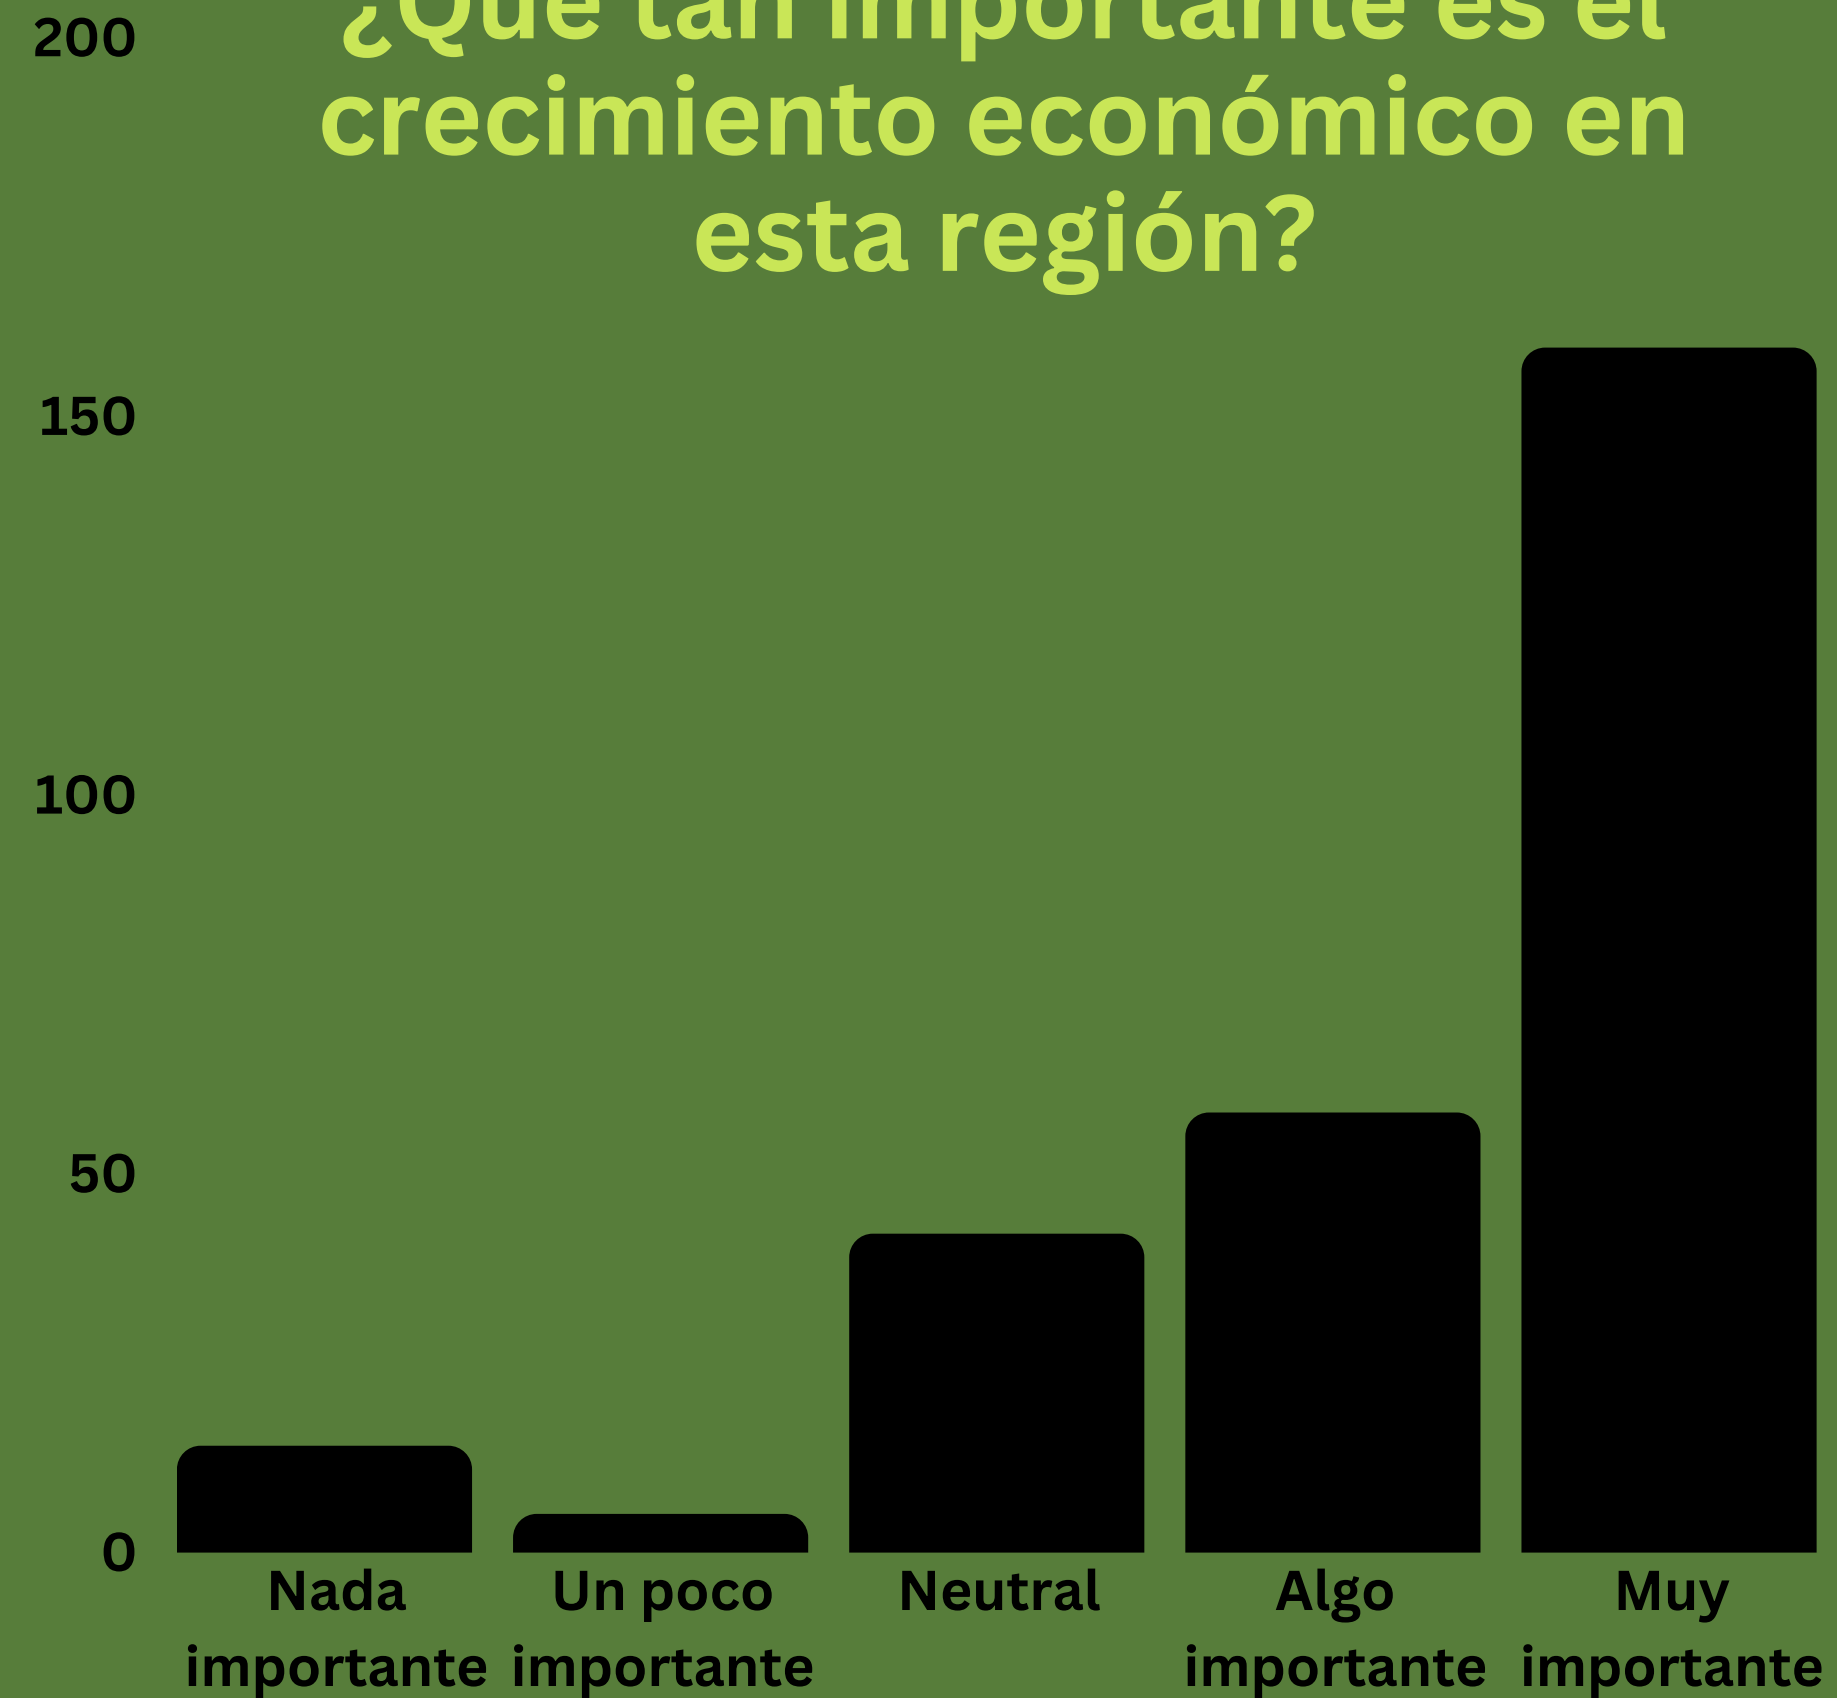 ¿Qué tan importante es el
crecimiento económico en
esta región?
200
150
100
50
0
Nada
importante
Un poco
importante
Neutral
Algo
importante
Muy
importante